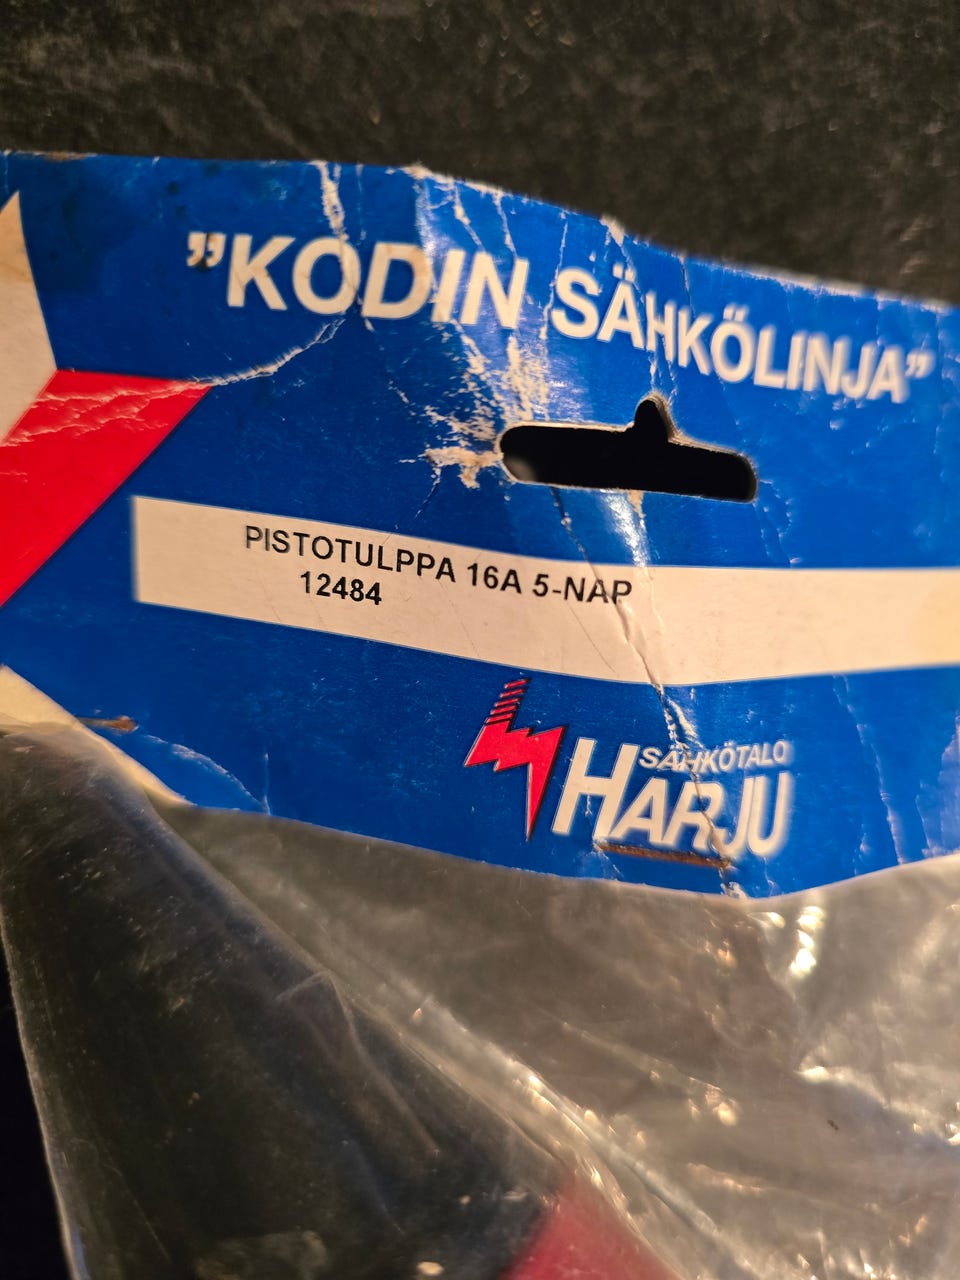 ”KODIN SÄHKÖLINJA”
PISTOTULPPA 16A 5-NAP
12484
SÄHKÖTALO
HARJU